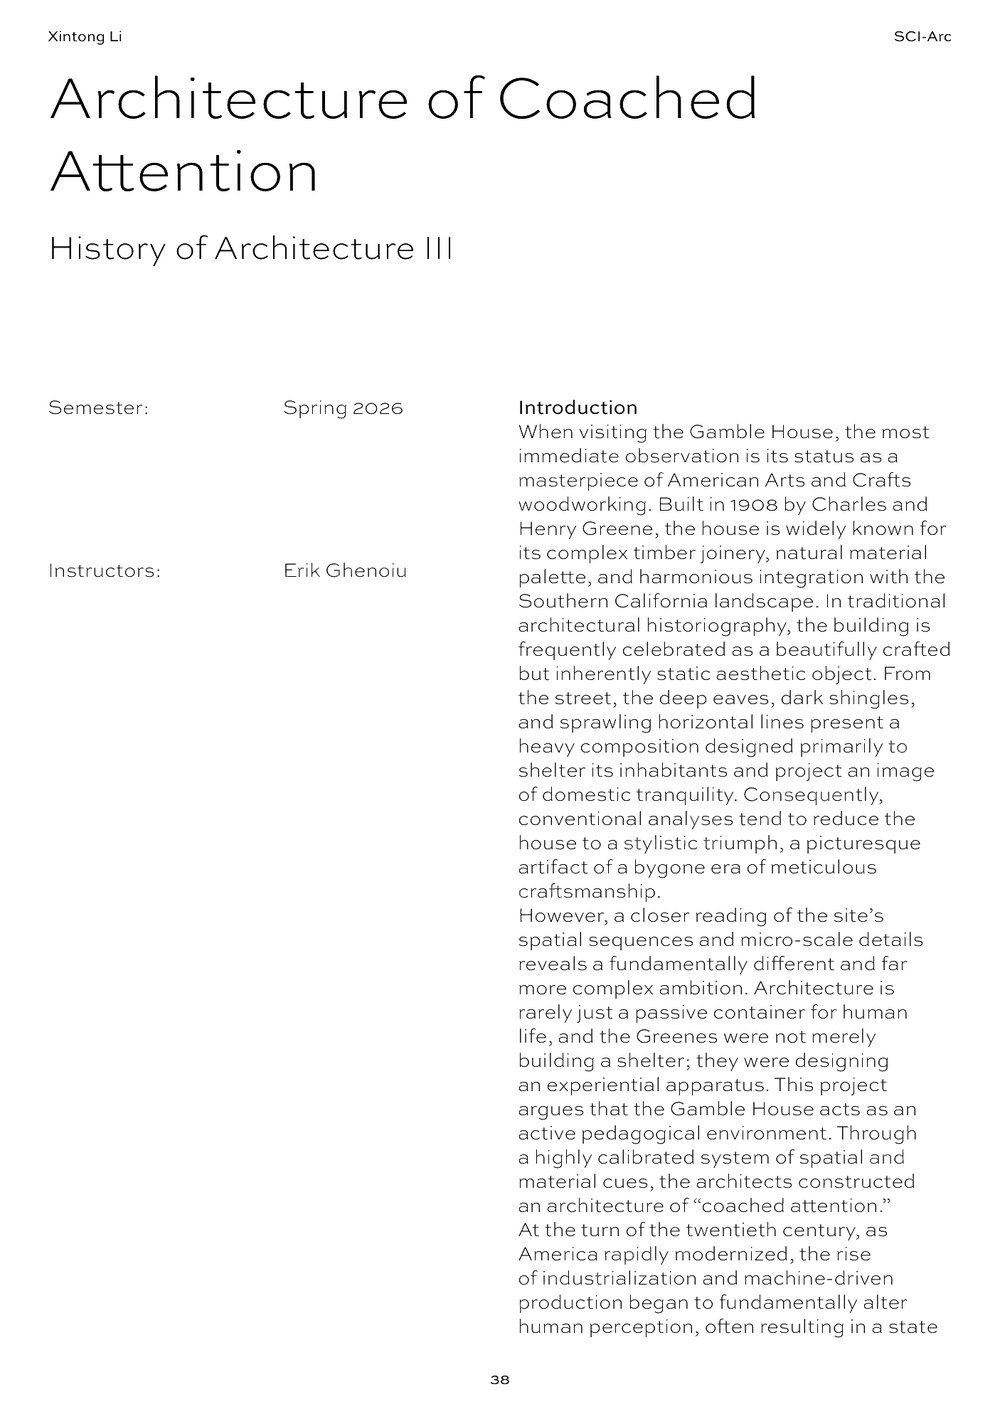 Xintong Li
SCI-Arc
Architecture of Coached
Attention
History of Architecture III
Semester:
Spring 2026
Instructors:
Erik Ghenoiu
Introduction
When visiting the Gamble House, the most
immediate observation is its status as a
masterpiece of American Arts and Crafts
woodworking. Built in 1908 by Charles and
Henry Greene, the house is widely known for
its complex timber joinery, natural material
palette, and harmonious integration with the
Southern California landscape. In traditional
architectural historiography, the building is
frequently celebrated as a beautifully crafted
but inherently static aesthetic object. From
the street, the deep eaves, dark shingles,
and sprawling horizontal lines present a
heavy composition designed primarily to
shelter its inhabitants and project an image
of domestic tranquility. Consequently,
conventional analyses tend to reduce the
house to a stylistic triumph, a picturesque
artifact of a bygone era of meticulous
craftsmanship.
However, a closer reading of the site’s
spatial sequences and micro-scale details
reveals a fundamentally different and far
more complex ambition. Architecture is
rarely just a passive container for human
life, and the Greenes were not merely
building a shelter; they were designing
an experiential apparatus. This project
argues that the Gamble House acts as an
active pedagogical environment. Through
a highly calibrated system of spatial and
material cues, the architects constructed
an architecture of “coached attention.”
At the turn of the twentieth century, as
America rapidly modernized, the rise
of industrialization and machine-driven
production began to fundamentally alter
human perception, often resulting in a state
38